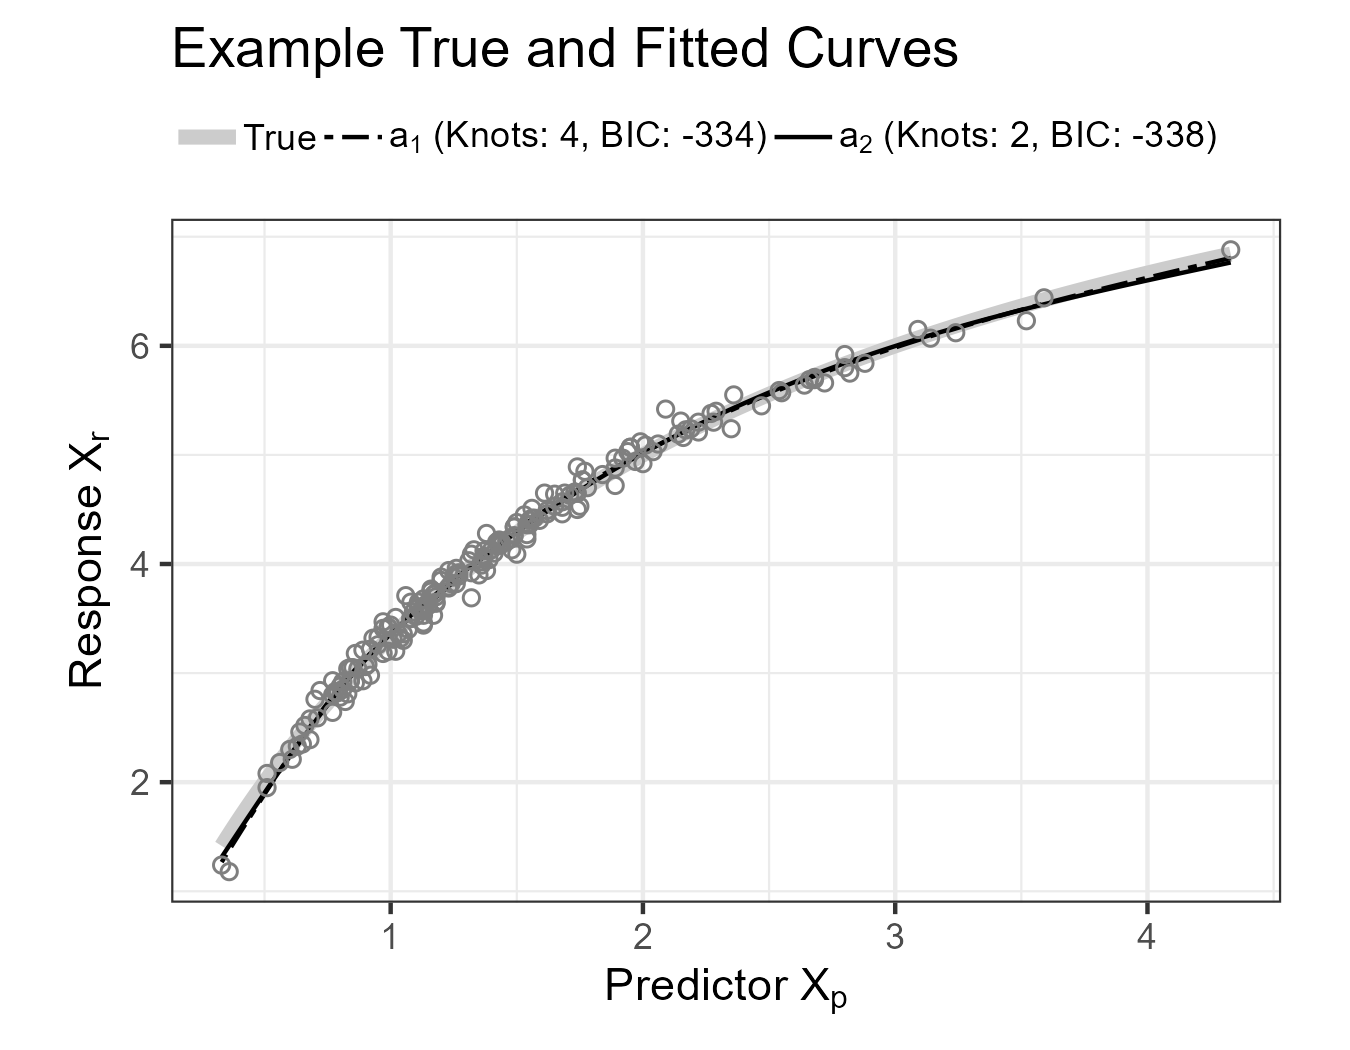 Example True and Fitted Curves
True a₁ (Knots: 4, BIC: -334) a₂ (Knots: 2, BIC: -338)
6
4
2
Response Xᵣ
1 2 3 4
Predictor Xₚ